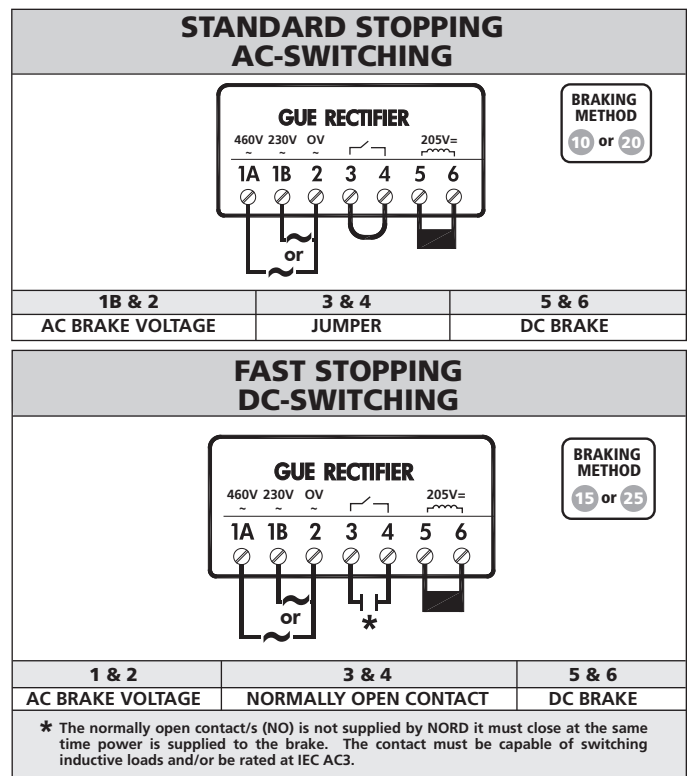 STANDARD STOPPING
AC-SWITCHING
GUE RECTIFIER
460V 230V OV 205V=
~ ~ ~
1A 1B 2 3 4 5 6
~
or
~
BRAKING
METHOD
10 or 20
1B & 2 3 & 4 5 & 6
AC BRAKE VOLTAGE JUMPER DC BRAKE
FAST STOPPING
DC-SWITCHING
GUE RECTIFIER
460V 230V OV 205V=
~ ~ ~
1A 1B 2 3 4 5 6
~
or
~
*
BRAKING
METHOD
15 or 25
1 & 2 3 & 4 5 & 6
AC BRAKE VOLTAGE NORMALLY OPEN CONTACT DC BRAKE
* The normally open contact/s (NO) is not supplied by NORD it must close at the same
time power is supplied to the brake. The contact must be capable of switching
inductive loads and/or be rated at IEC AC3.